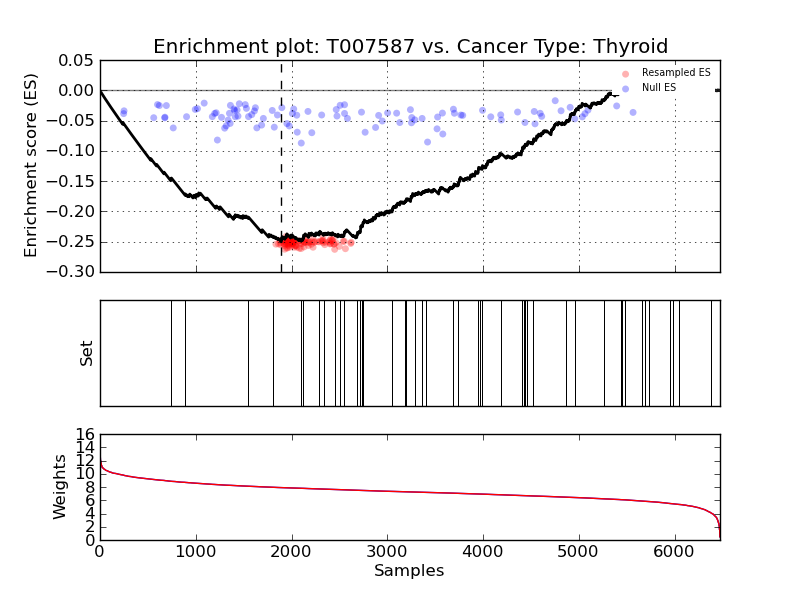 Enrichment plot: T007587 vs. Cancer Type: Thyroid
Enrichment score (ES)
0.05
0.00
−0.05
−0.10
−0.15
−0.20
−0.25
−0.30
Resampled ES
Null ES
Set
Weights
16
14
12
10
8
6
4
2
0
0 1000 2000 3000 4000 5000 6000
Samples